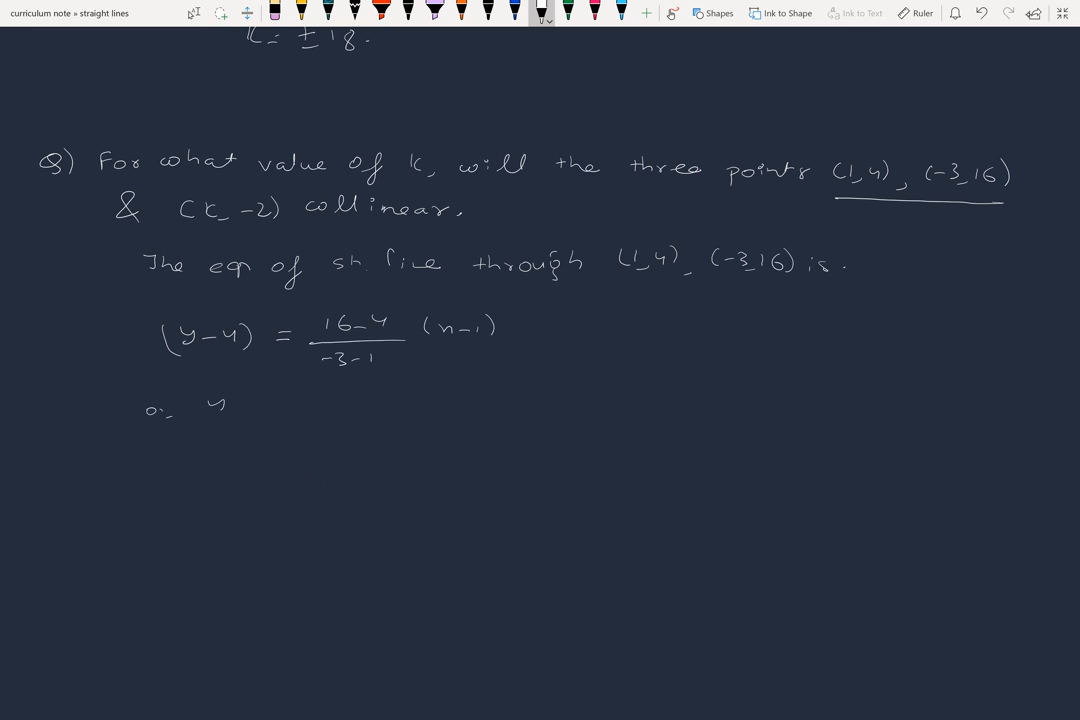 curriculum note » straight lines
Shapes Ink to Shape Ink to Text Ruler
k = ± 18.
Q) For what value of k, will the three points (1,4), (-3,16)
& (k, -2) collinear.
The eqn of st. line through (1,4), (-3,16) is.
(y-4) = \frac{16-4}{-3-1} (x-1)
or y